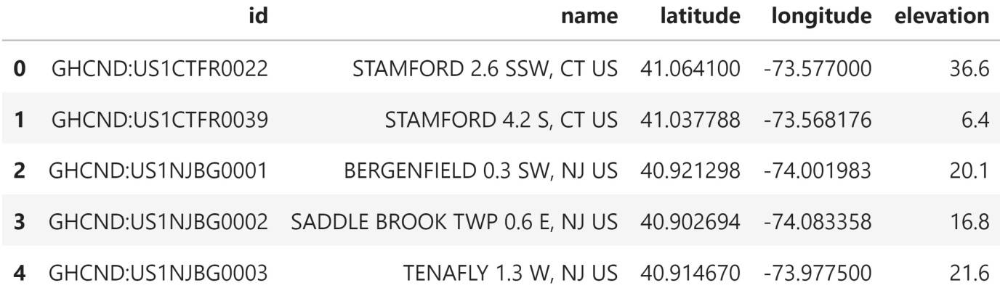 id name latitude longitude elevation
0 GHCND:US1CTFR0022 STAMFORD 2.6 SSW, CT US 41.064100 -73.577000 36.6
1 GHCND:US1CTFR0039 STAMFORD 4.2 S, CT US 41.037788 -73.568176 6.4
2 GHCND:US1NJBG0001 BERGENFIELD 0.3 SW, NJ US 40.921298 -74.001983 20.1
3 GHCND:US1NJBG0002 SADDLE BROOK TWP 0.6 E, NJ US 40.902694 -74.083358 16.8
4 GHCND:US1NJBG0003 TENAFLY 1.3 W, NJ US 40.914670 -73.977500 21.6